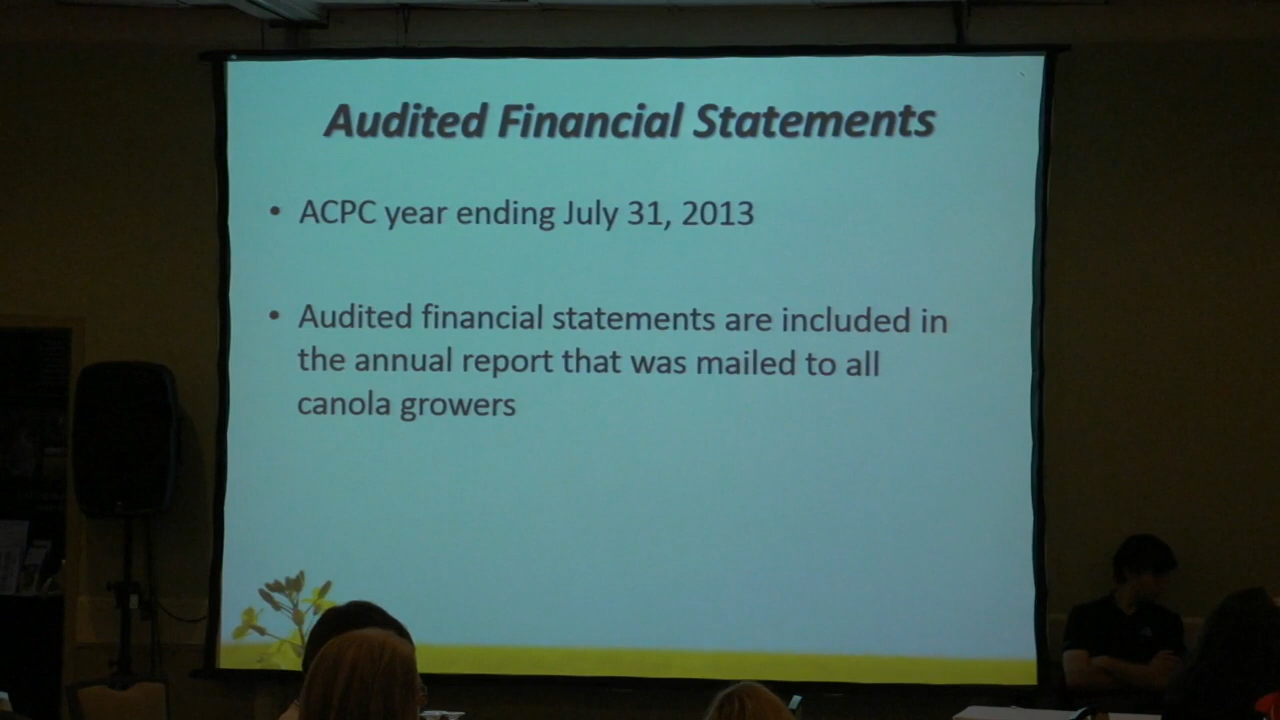 Audited Financial Statements
• ACPC year ending July 31, 2013
• Audited financial statements are included in
the annual report that was mailed to all
canola growers